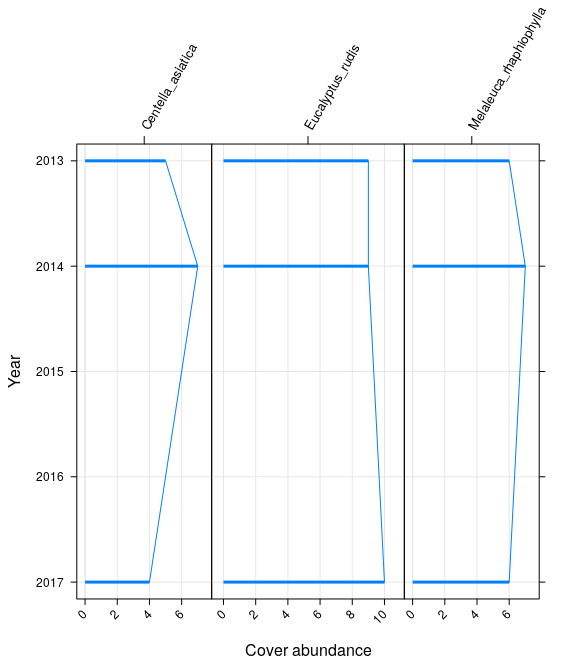 Centella_asiatica
Eucalyptus_rudis
Melaleuca_rhaphiophylla
2013
2014
2015
2016
2017
Year
0 2 4 6 0 2 4 6 8 10 0 2 4 6
Cover abundance